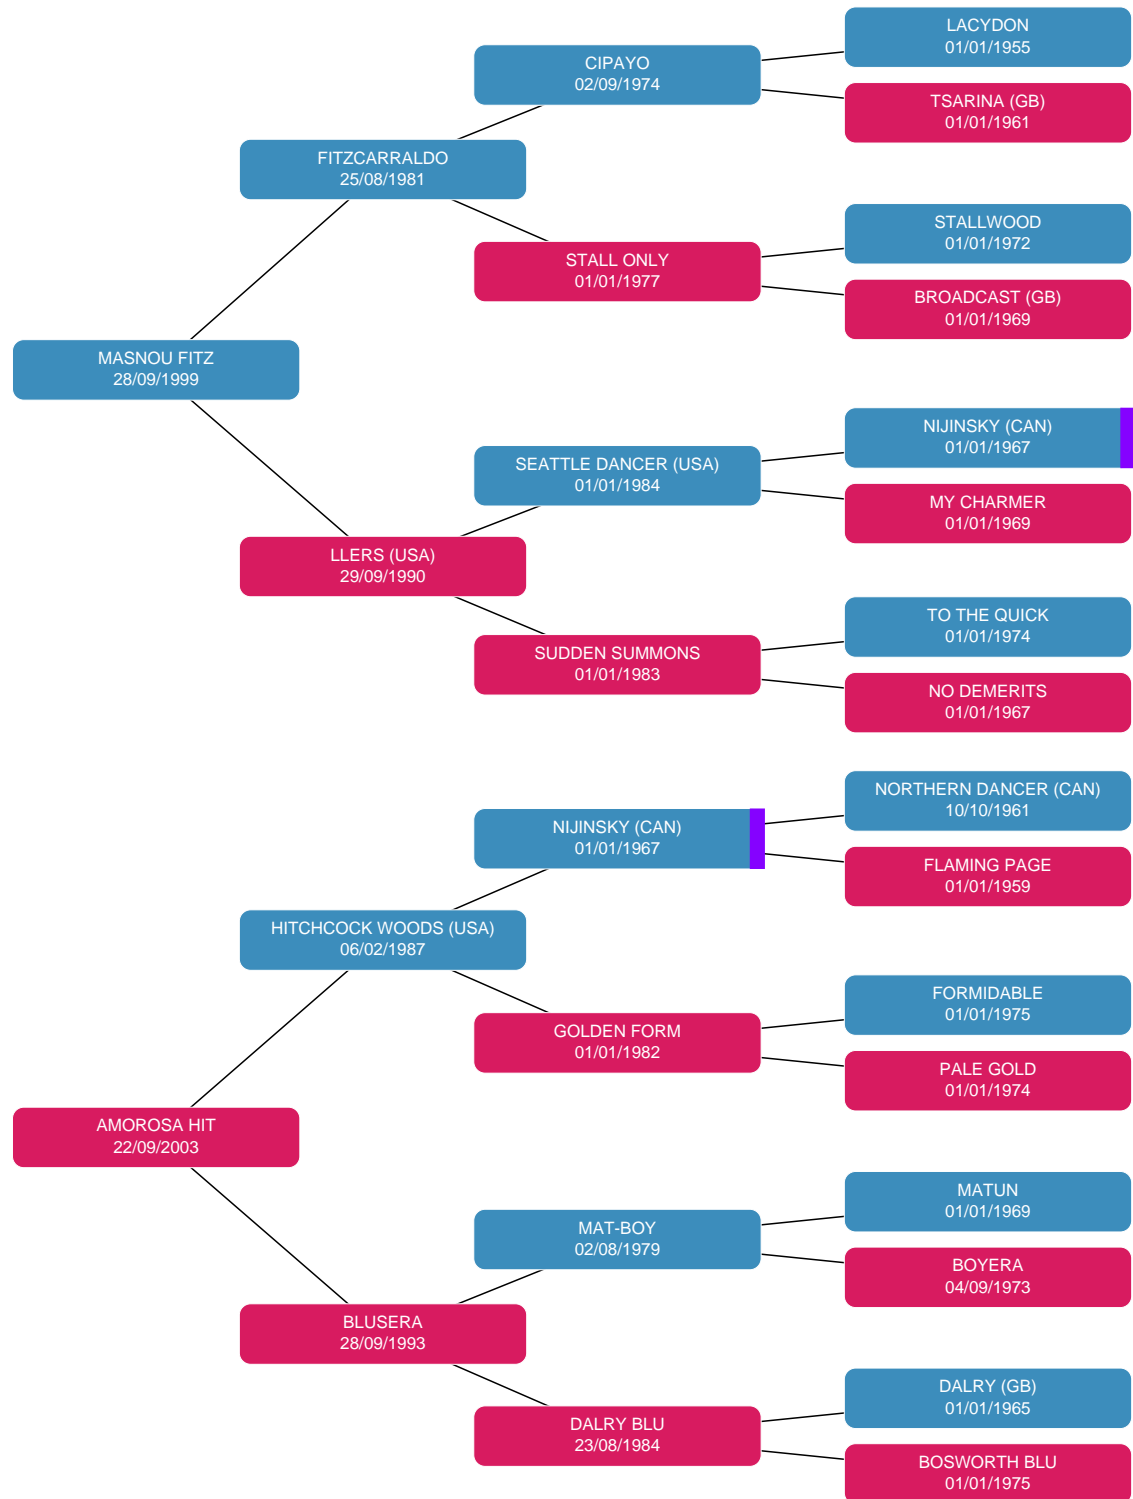 LACYDON
01/01/1955
CIPAYO
02/09/1974
TSARINA (GB)
01/01/1961
FITZCARRALDO
25/08/1981
STALLWOOD
01/01/1972
STALL ONLY
01/01/1977
BROADCAST (GB)
01/01/1969
MASNOU FITZ
28/09/1999
NIJINSKY (CAN)
01/01/1967
SEATTLE DANCER (USA)
01/01/1984
MY CHARMER
01/01/1969
LLERS (USA)
29/09/1990
TO THE QUICK
01/01/1974
SUDDEN SUMMONS
01/01/1983
NO DEMERITS
01/01/1967
NORTHERN DANCER (CAN)
10/10/1961
NIJINSKY (CAN)
01/01/1967
FLAMING PAGE
01/01/1959
HITCHCOCK WOODS (USA)
06/02/1987
FORMIDABLE
01/01/1975
GOLDEN FORM
01/01/1982
PALE GOLD
01/01/1974
AMOROSA HIT
22/09/2003
MATUN
01/01/1969
MAT-BOY
02/08/1979
BOYERA
04/09/1973
BLUSERA
28/09/1993
DALRY (GB)
01/01/1965
DALRY BLU
23/08/1984
BOSWORTH BLU
01/01/1975